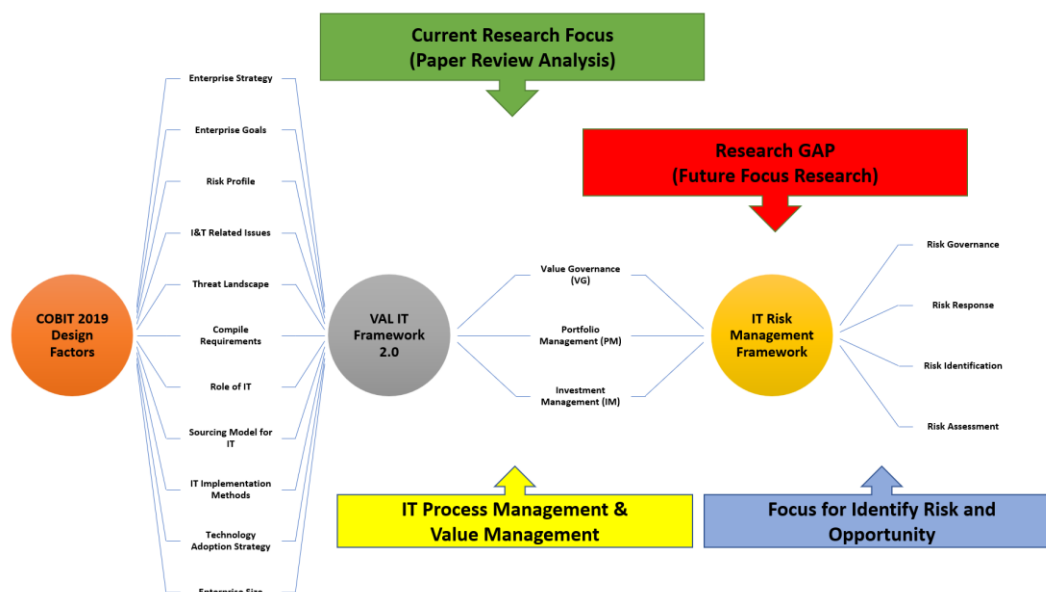 Current Research Focus
(Paper Review Analysis)
Research GAP
(Future Focus Research)
COBIT 2019
Design
Factors
Enterprise Strategy
Enterprise Goals
Risk Profile
I&T Related Issues
Threat Landscape
Compile
Requirements
Role of IT
Sourcing Model for
IT
IT Implementation
Methods
Technology
Adoption Strategy
Enterprise Size
VAL IT
Framework
2.0
Value Governance
(VG)
Portfolio
Management (PM)
Investment
Management (IM)
IT Risk
Management
Framework
Risk Governance
Risk Response
Risk Identification
Risk Assessment
IT Process Management &
Value Management
Focus for Identify Risk and
Opportunity